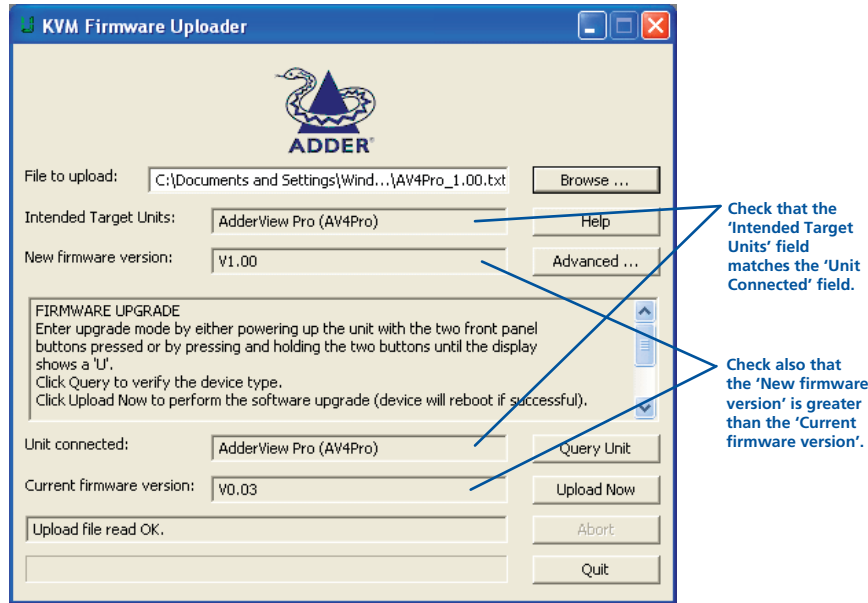 KVM Firmware Uploader
ADDER®
File to upload:
C:\Documents and Settings\Wind...\AV4Pro_1.00.txt
Browse ...
Intended Target Units:
AdderView Pro (AV4Pro)
Help
New firmware version:
V1.00
Advanced ...
FIRMWARE UPGRADE
Enter upgrade mode by either powering up the unit with the two front panel
buttons pressed or by pressing and holding the two buttons until the display
shows a 'U'.
Click Query to verify the device type.
Click Upload Now to perform the software upgrade (device will reboot if successful).
Unit connected:
AdderView Pro (AV4Pro)
Query Unit
Current firmware version:
V0.03
Upload Now
Upload file read OK.
Abort
Quit
Check that the
‘Intended Target
Units’ field
matches the ‘Unit
Connected’ field.
Check also that
the ‘New firmware
version’ is greater
than the ‘Current
firmware version’.